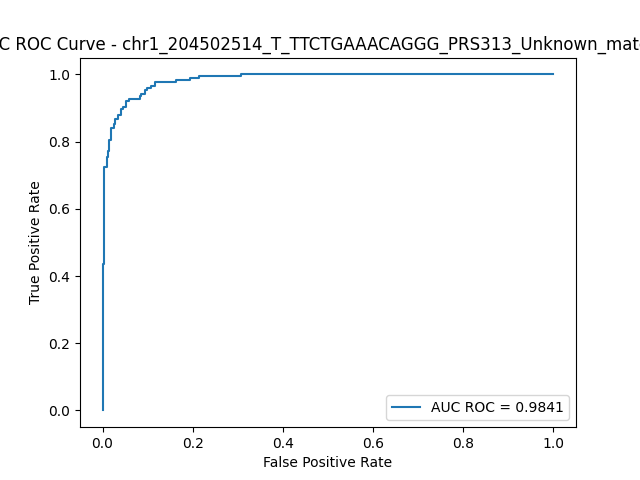 C ROC Curve - chr1_204502514_T_TTCTGAAACAGGG_PRS313_Unknown_mat
1.0
0.8
0.6
0.4
0.2
0.0
True Positive Rate
AUC ROC = 0.9841
0.0 0.2 0.4 0.6 0.8 1.0
False Positive Rate